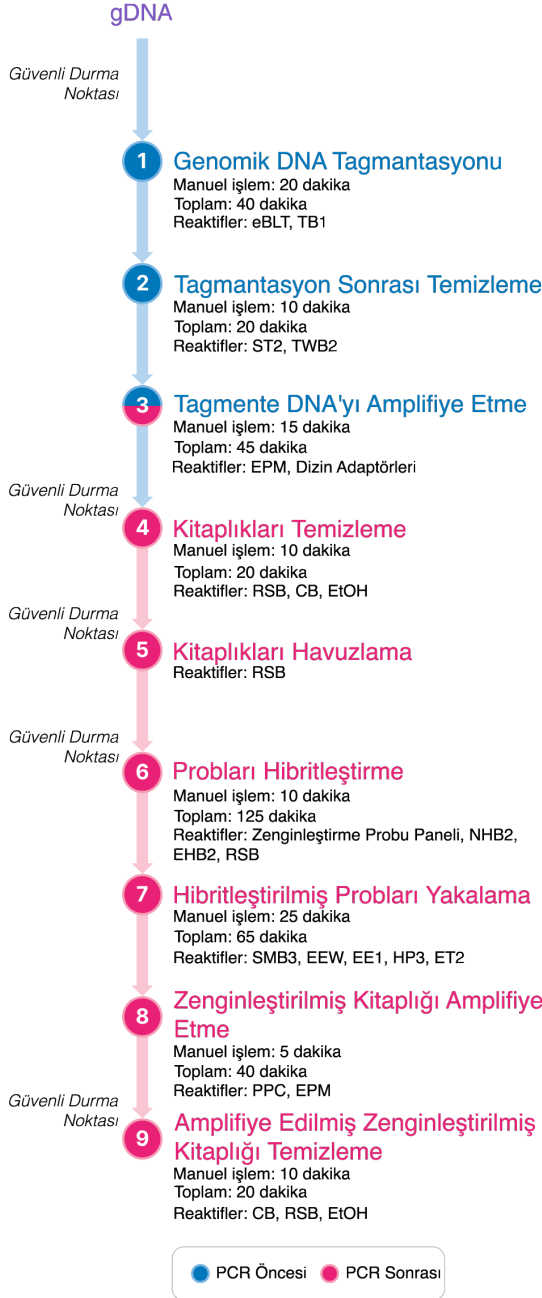 gDNA
Güvenli Durma
Noktası
1
Genomik DNA Tagmantasyonu
Manuel işlem: 20 dakika
Toplam: 40 dakika
Reaktifler: eBLT, TB1
2
Tagmantasyon Sonrası Temizleme
Manuel işlem: 10 dakika
Toplam: 20 dakika
Reaktifler: ST2, TWB2
3
Tagmente DNA'yı Amplifiye Etme
Manuel işlem: 15 dakika
Toplam: 45 dakika
Reaktifler: EPM, Dizin Adaptörleri
Güvenli Durma
Noktası
4
Kitaplıkları Temizleme
Manuel işlem: 10 dakika
Toplam: 20 dakika
Reaktifler: RSB, CB, EtOH
Güvenli Durma
Noktası
5
Kitaplıkları Havuzlama
Reaktifler: RSB
Güvenli Durma
Noktası
6
Probları Hibritleştirme
Manuel işlem: 10 dakika
Toplam: 125 dakika
Reaktifler: Zenginleştirme Probu Paneli, NHB2,
EHB2, RSB
7
Hibritleştirilmiş Probları Yakalama
Manuel işlem: 25 dakika
Toplam: 65 dakika
Reaktifler: SMB3, EEW, EE1, HP3, ET2
8
Zenginleştirilmiş Kitaplığı Amplifiye
Etme
Manuel işlem: 5 dakika
Toplam: 40 dakika
Reaktifler: PPC, EPM
Güvenli Durma
Noktası
9
Amplifiye Edilmiş Zenginleştirilmiş
Kitaplığı Temizleme
Manuel işlem: 10 dakika
Toplam: 20 dakika
Reaktifler: CB, RSB, EtOH
PCR Öncesi
PCR Sonrası